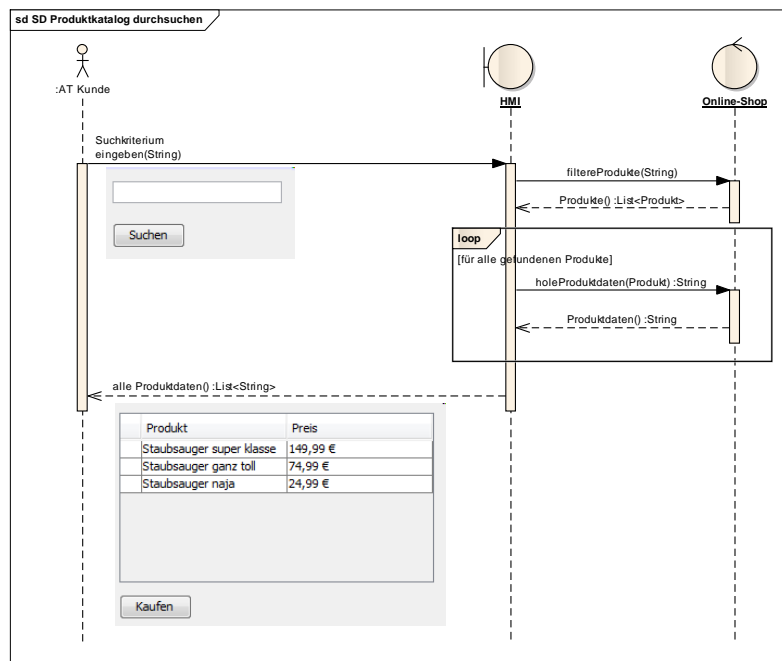 sd SD Produktkatalog durchsuchen
:AT Kunde
HMI
Online-Shop
Suchkriterium
eingeben(String)
filtereProdukte(String)
Produkte() :List<Produkt>
Suchen
loop
[für alle gefundenen Produkte]
holeProduktdaten(Produkt) :String
Produktdaten() :String
alle Produktdaten() :List<String>
Produkt Preis
Staubsauger super klasse 149,99 €
Staubsauger ganz toll 74,99 €
Staubsauger naja 24,99 €
Kaufen